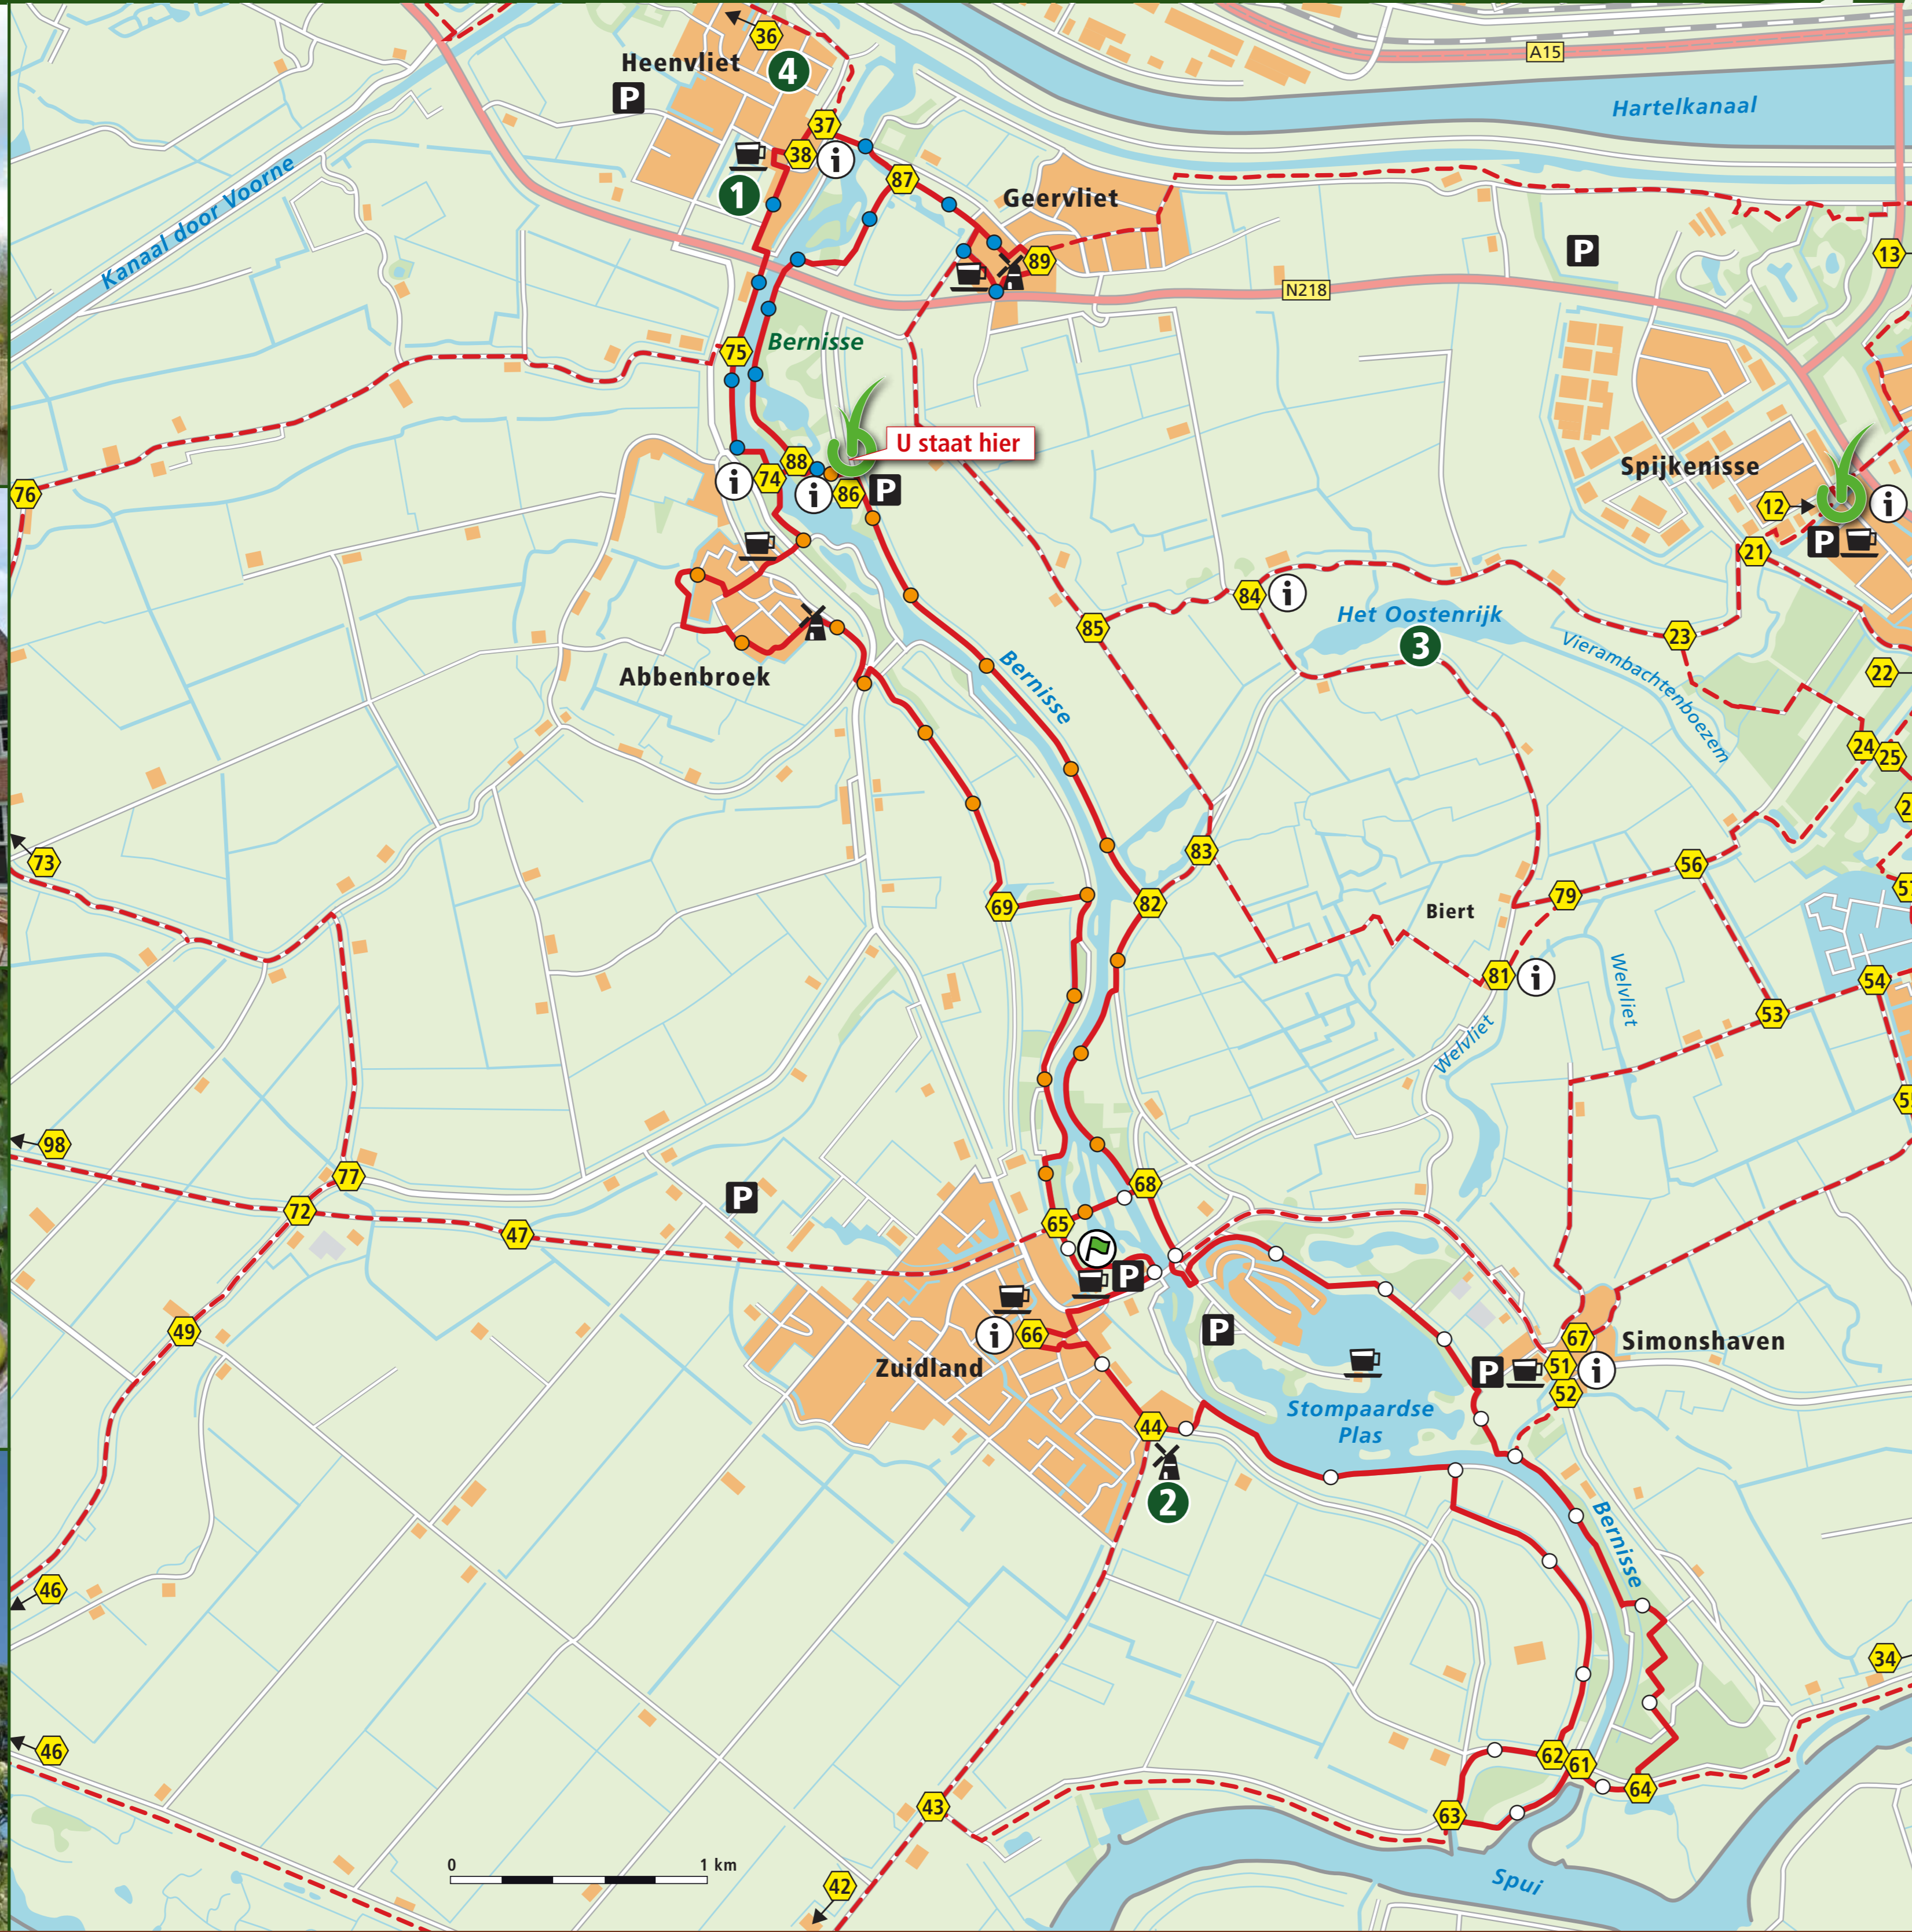 36
A15
Heenvliet
4
P
Hartelkanaal
37
38
i
87
1
Geervliet
Kanaal door Voorne
P
13
89
N218
75
Bernisse
U staat hier
Spijkenisse
88
76
i
74
i
86
P
12
i
P
21
84
i
85
Het Oostenrijk
3
23
Vierambachtenboezem
22
Abbenbroek
Bernisse
24
25
73
83
56
79
69
82
Biert
81
i
54
Welvliet
53
Welvliet
98
77
68
P
72
65
47
P
49
i
66
P
67
Simonshaven
Zuidland
P
51
i
52
Stompaardse
Plas
44
2
Bernisse
46
34
46
62
61
64
43
63
0
1 km
42
Spui